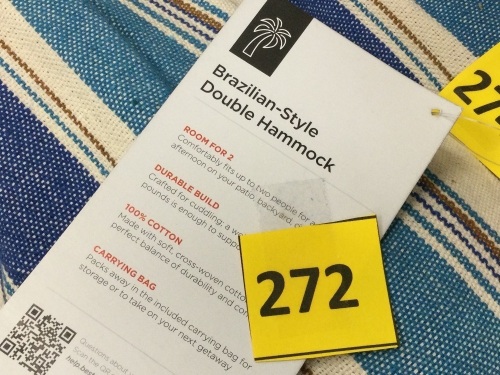 Brazilian-Style
Double Hammock
ROOM FOR 2
Comfortably fits up to two people for
afternoon on your patio, backyard,
DURABLE BUILD
Crafted for cuddling; a
pounds is enough to
100% COTTON
Made with soft, cross-woven
perfect balance of durability and
CARRYING BAG
Packs away in the included carrying bag for
storage or to take on your next getaway
Questions about
Scan the QR
272